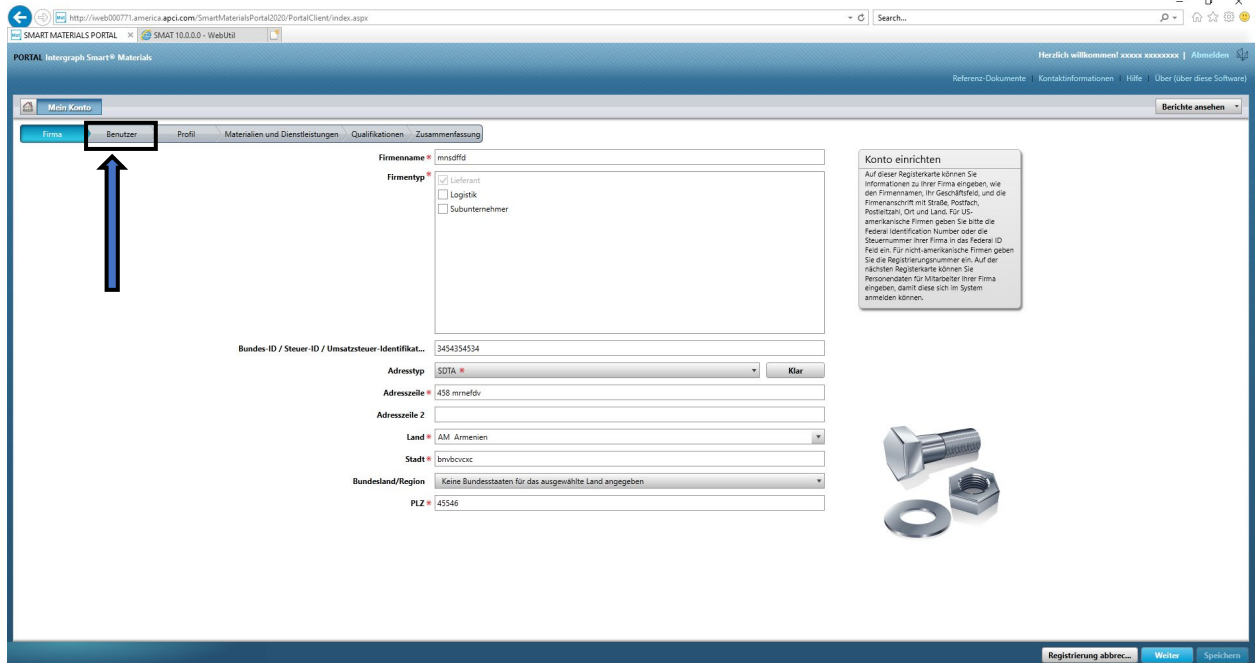 http://iweb000771.america.apci.com/SmartMaterialsPortal2020/PortalClient/index.aspx
Search...
SMART MATERIALS PORTAL
SMAT 10.0.0.0 - WebUtil
PORTAL Intergraph Smart® Materials
Herzlich willkommen! xxxxx xxxxxxxx | Abmelden
Referenz-Dokumente | Kontaktinformationen | Hilfe | Über (über diese Software)
Mein Konto
Berichte ansehen
Firma Benutzer Profil Materialien und Dienstleistungen Qualifikationen Zusammenfassung
Firmenname * mnsdffd
Firmentyp *
Lieferant
Logistik
Subunternehmer
Bundes-ID / Steuer-ID / Umsatzsteuer-Identifikat... 3454354534
Adresstyp SDTA * Klar
Adresszeile * 458 mrnefdv
Adresszeile 2
Land * AM Armenien
Stadt * bnvbcvcxc
Bundesland/Region Keine Bundesstaaten für das ausgewählte Land angegeben
PLZ * 45546
Konto einrichten
Auf dieser Registerkarte können Sie
Informationen zu Ihrer Firma eingeben, wie
den Firmennamen, Ihr Geschäftsfeld, und die
Firmenanschrift mit Straße, Postfach,
Postleitzahl, Ort und Land. Für US-
amerikanische Firmen geben Sie bitte die
Federal Identification Number oder die
Steuernummer Ihrer Firma in das Federal ID
Feld ein. Für nicht-amerikanische Firmen geben
Sie die Registrierungsnummer ein. Auf der
nächsten Registerkarte können Sie
Personendaten für Mitarbeiter Ihrer Firma
eingeben, damit diese sich im System
anmelden können.
Registrierung abbrec... Weiter Speichern